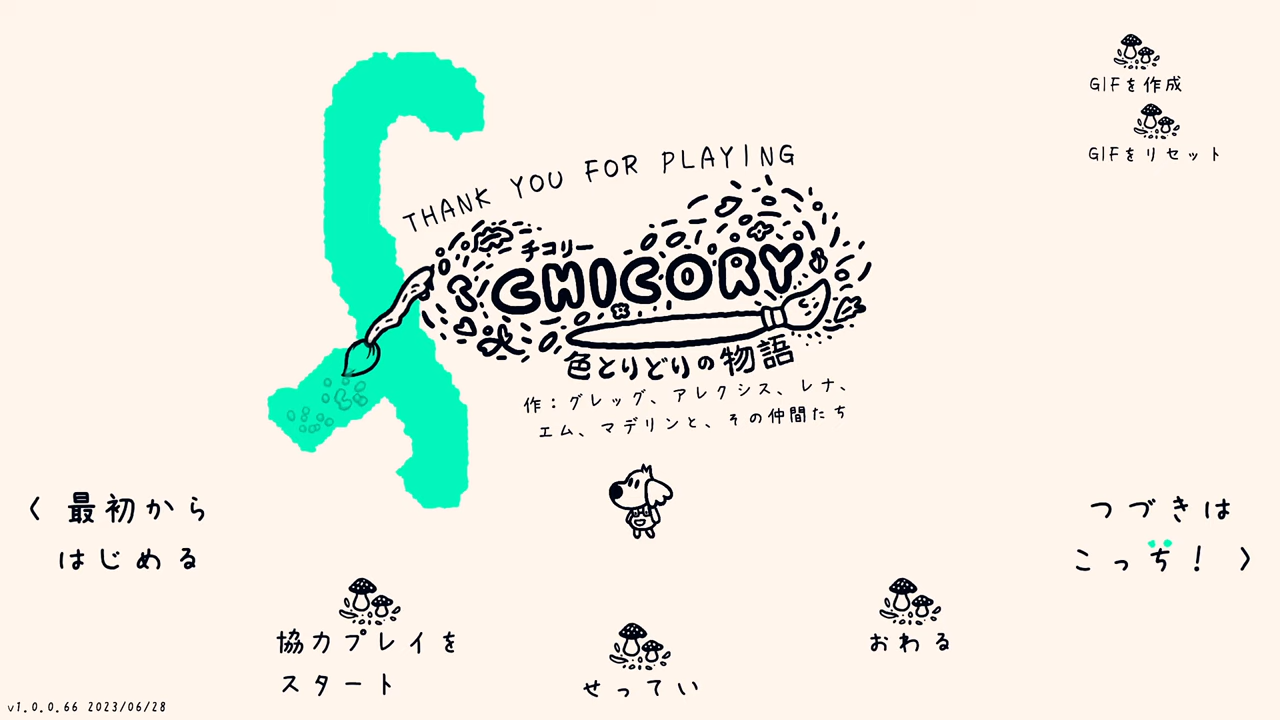 GIFを作成
GIFをリセット
THANK YOU FOR PLAYING
チコリー
CHICORY
色とりどりの物語
作：グレッグ、アレクシス、レナ、
エム、マデリンと、その仲間たち
〈 最初から
はじめる
つづきは
こっち！ 〉
協力プレイを
スタート
せってい
おわる
v1.0.0.66 2023/06/28